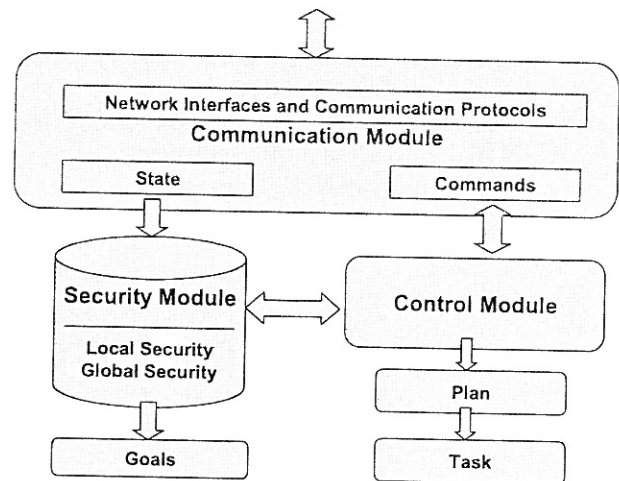 Network Interfaces and Communication Protocols
Communication Module
State
Commands
Security Module
Local Security
Global Security
Control Module
Plan
Goals
Task